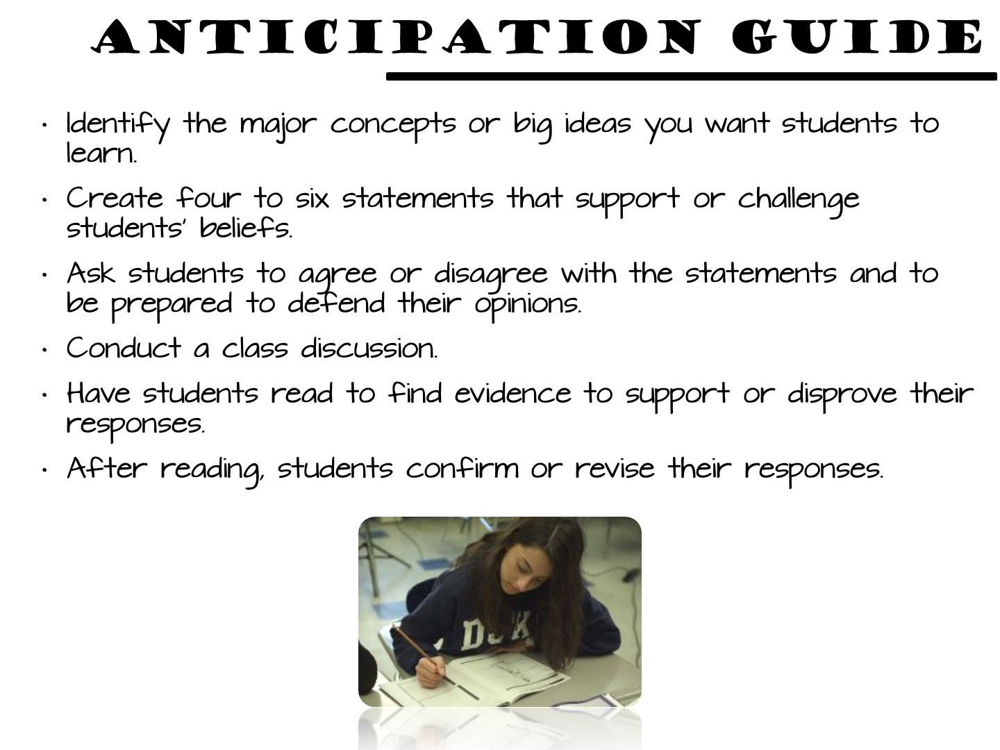 ANTICIPATION GUIDE
• Identify the major concepts or big ideas you want students to
learn.
• Create four to six statements that support or challenge
students' beliefs.
• Ask students to agree or disagree with the statements and to
be prepared to defend their opinions.
• Conduct a class discussion.
• Have students read to find evidence to support or disprove their
responses.
• After reading, students confirm or revise their responses.